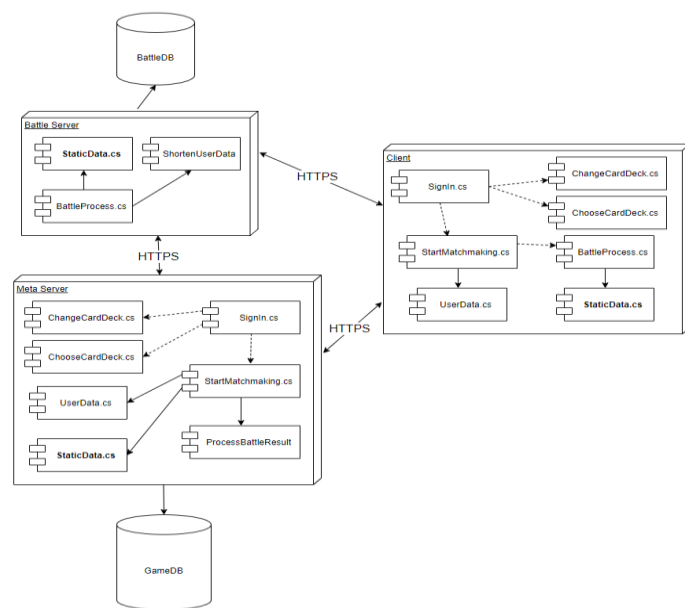 BattleDB
Battle Server
StaticData.cs
ShortenUserData
BattleProcess.cs
HTTPS
Client
SignIn.cs
ChangeCardDeck.cs
ChooseCardDeck.cs
StartMatchmaking.cs
BattleProcess.cs
UserData.cs
StaticData.cs
HTTPS
Meta Server
ChangeCardDeck.cs
SignIn.cs
ChooseCardDeck.cs
HTTPS
UserData.cs
StartMatchmaking.cs
StaticData.cs
ProcessBattleResult
GameDB